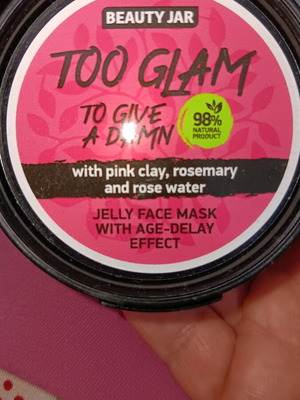 BEAUTY JAR
TOO GLAM
TO GIVE
A DAMN
98%
NATURAL
PRODUCT
with pink clay, rosemary
and rose water
JELLY FACE MASK
WITH AGE-DELAY
EFFECT